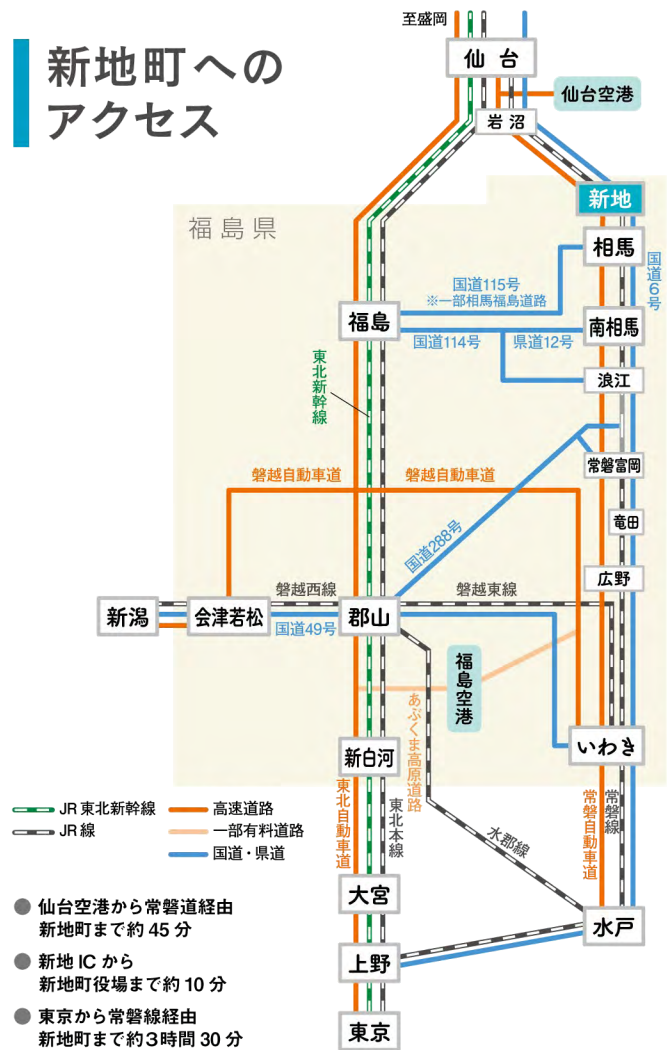 新地町への
アクセス
至盛岡
仙台
仙台空港
岩沼
新地
福島県
相馬
国道6号
国道115号
※一部相馬福島道路
福島
南相馬
国道114号
県道12号
東北新幹線
浪江
常磐富岡
磐越自動車道
磐越自動車道
国道288号
竜田
広野
磐越西線
磐越東線
新潟
会津若松
郡山
国道49号
福島空港
あぶくま高原道路
新白河
いわき
東北自動車道
東北本線
常磐自動車道
常磐線
水郡線
JR東北新幹線
高速道路
JR線
一部有料道路
国道・県道
大宮
水戸
上野
東京
● 仙台空港から常磐道経由
新地町まで約45分
● 新地ICから
新地町役場まで約10分
● 東京から常磐線経由
新地町まで約3時間30分